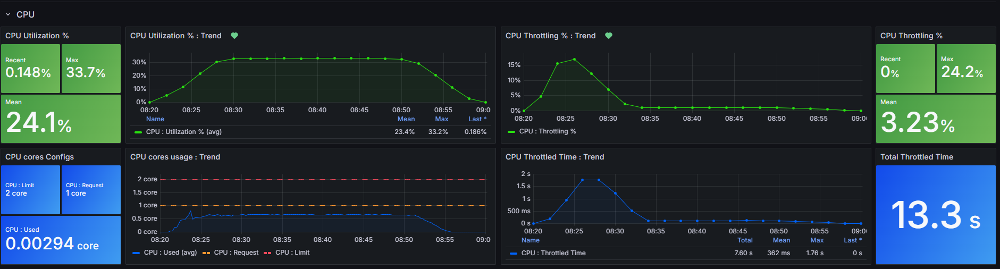 CPU
CPU Utilization %
Recent
0.148%
Max
33.7%
Mean
24.1%
CPU Utilization % : Trend
30%
20%
10%
0%
08:20 08:25 08:30 08:35 08:40 08:45 08:50 08:55 09:0
Name Mean Max Last *
CPU : Utilization % (avg) 23.4% 33.2% 0.186%
CPU Throttling % : Trend
15%
10%
5%
0%
08:20 08:25 08:30 08:35 08:40 08:45 08:50 08:55 09:0
CPU : Throttling %
CPU Throttling %
Recent
0%
Max
24.2%
Mean
3.23%
CPU cores Configs
CPU : Limit
2 core
CPU : Request
1 core
CPU : Used
0.00294 core
CPU cores usage : Trend
2 core
1.5 core
1 core
0.5 core
0 core
08:20 08:25 08:30 08:35 08:40 08:45 08:50 08:55 09:0
CPU : Used (avg) CPU : Request CPU : Limit
CPU Throttled Time : Trend
2 s
1.5 s
1 s
500 ms
0 s
08:20 08:25 08:30 08:35 08:40 08:45 08:50 08:55 09:0
Name Total Mean Max Last *
CPU : Throttled Time 7.60 s 362 ms 1.76 s 0 s
Total Throttled Time
13.3 s